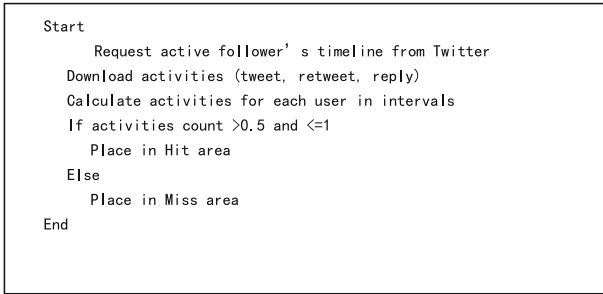 Start
Request active follower’s timeline from Twitter
Download activities (tweet, retweet, reply)
Calculate activities for each user in intervals
If activities count >0.5 and <=1
Place in Hit area
Else
Place in Miss area
End